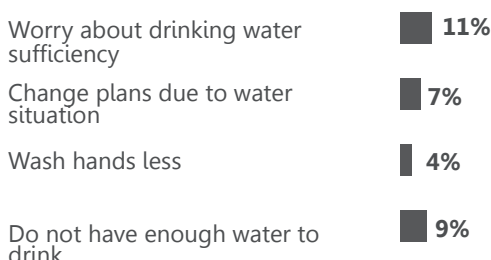 Worry about drinking water 11%
sufficiency
Change plans due to water 7%
situation
Wash hands less 4%
Do not have enough water to 9%
drink